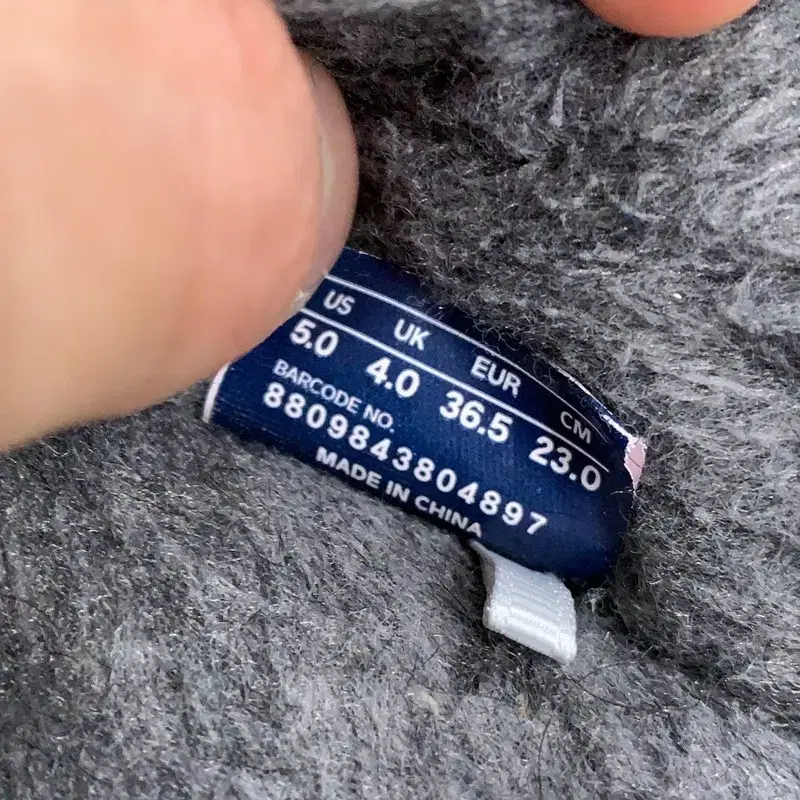 US UK EUR CM
5.0 4.0 36.5 23.0
BARCODE NO.
8809843804897
MADE IN CHINA